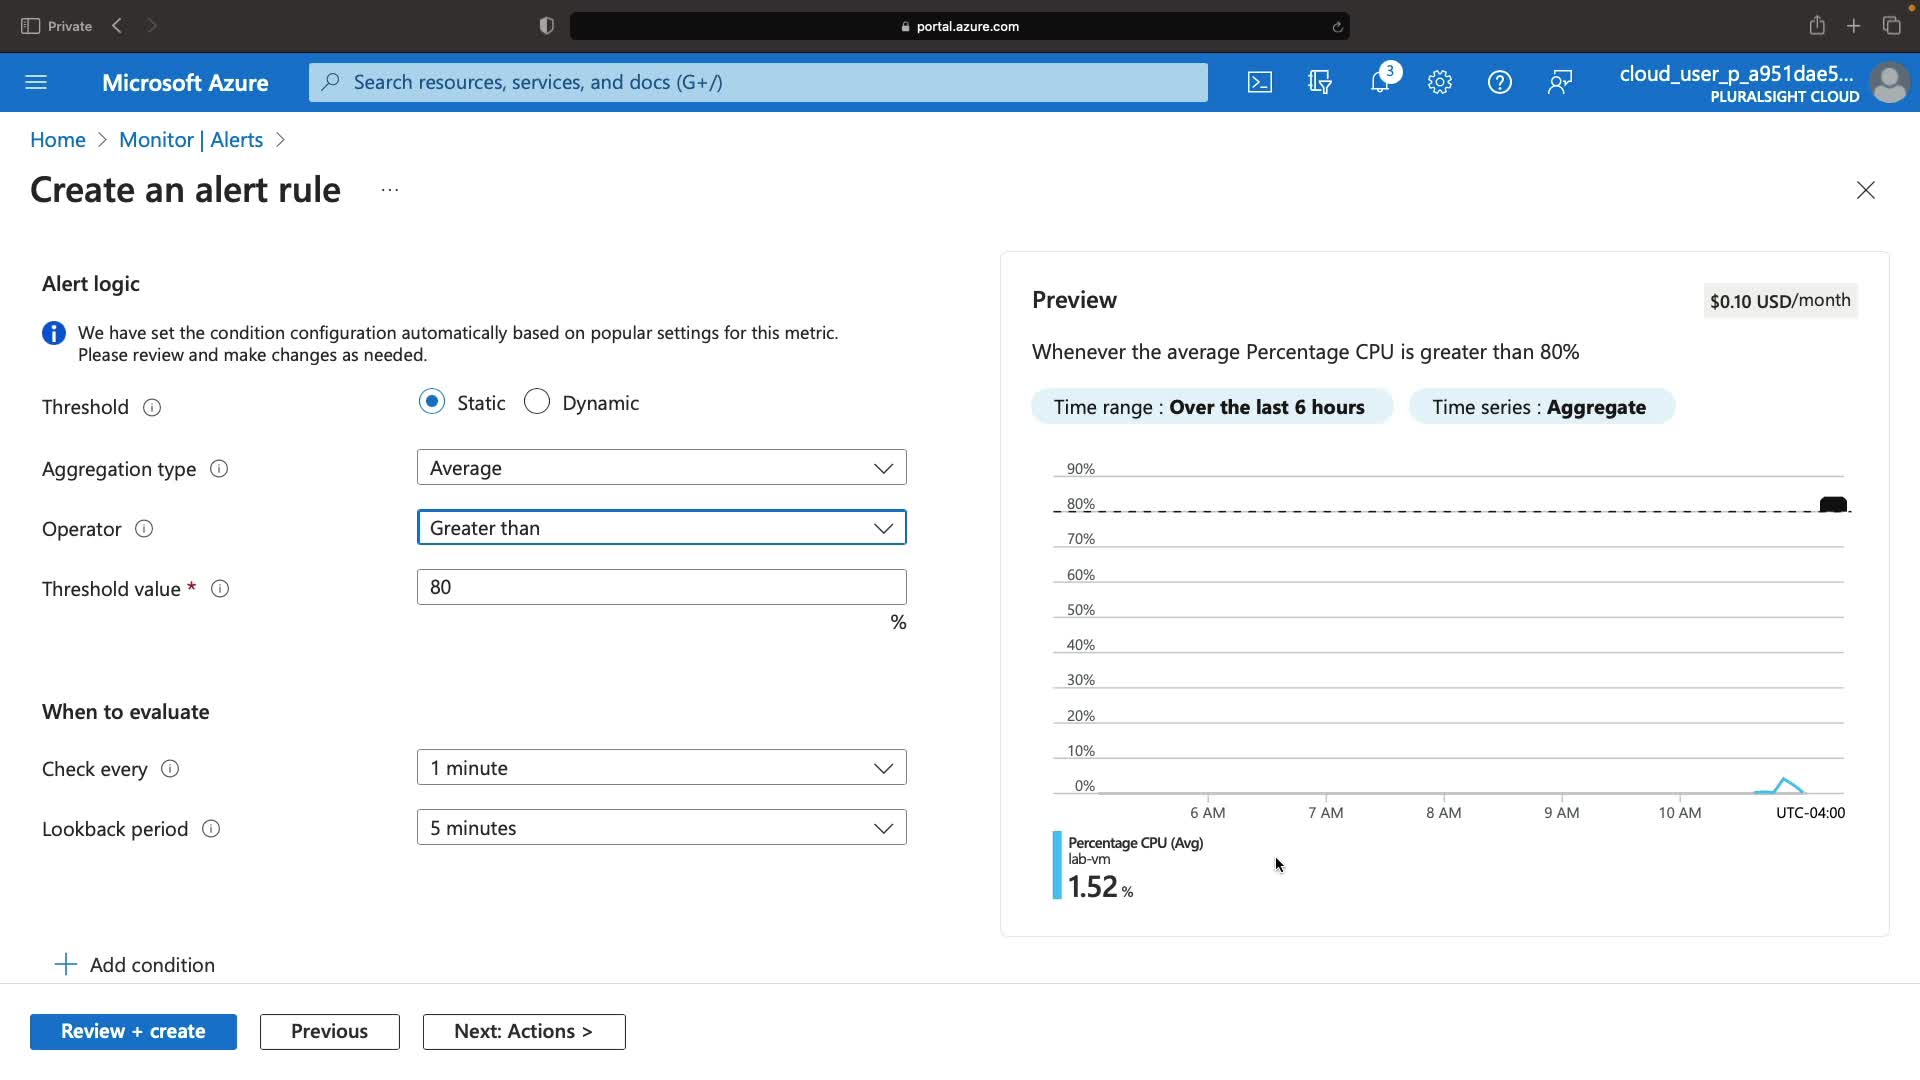 Private
portal.azure.com
Microsoft Azure
Search resources, services, and docs (G+/)
3
cloud_user_p_a951dae5...
PLURALSIGHT CLOUD
Home > Monitor | Alerts >
Create an alert rule ...
Alert logic
We have set the condition configuration automatically based on popular settings for this metric.
Please review and make changes as needed.
Threshold
Static
Dynamic
Aggregation type
Average
Operator
Greater than
Threshold value *
80
%
When to evaluate
Check every
1 minute
Lookback period
5 minutes
Add condition
Preview
$0.10 USD/month
Whenever the average Percentage CPU is greater than 80%
Time range : Over the last 6 hours
Time series : Aggregate
90%
80%
70%
60%
50%
40%
30%
20%
10%
0%
6 AM
7 AM
8 AM
9 AM
10 AM
UTC-04:00
Percentage CPU (Avg)
lab-vm
1.52 %
Review + create
Previous
Next: Actions >